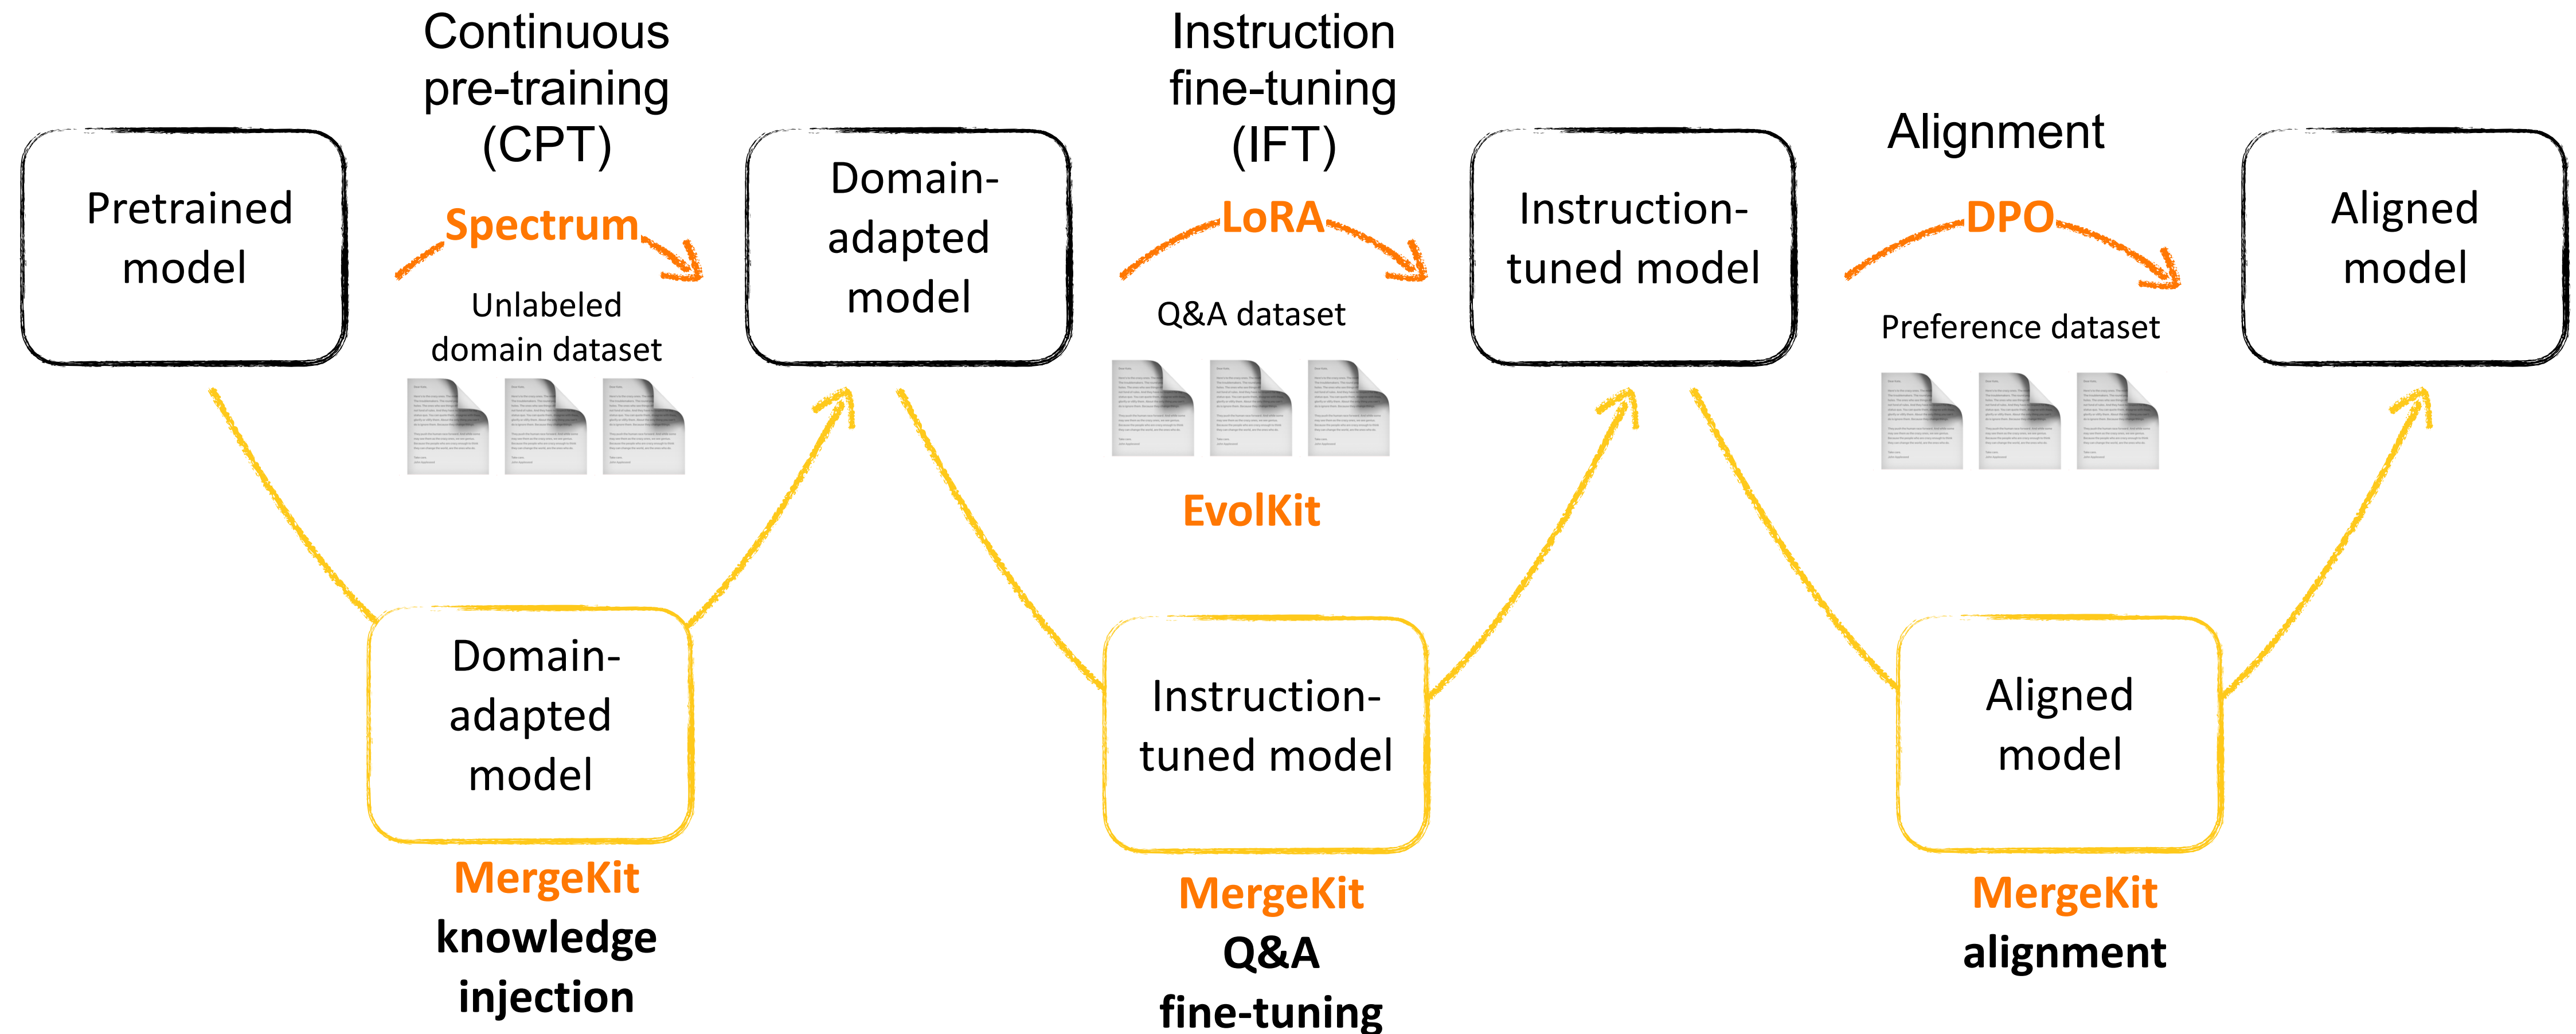 Continuous
pre-training
(CPT)
Instruction
fine-tuning
(IFT)
Alignment
Pretrained
model
Spectrum
Unlabeled
domain dataset
Domain-
adapted
model
LoRA
Q&A dataset
EvolKit
Instruction-
tuned model
DPO
Preference dataset
Aligned
model
Domain-
adapted
model
MergeKit
knowledge
injection
Instruction-
tuned model
MergeKit
Q&A
fine-tuning
Aligned
model
MergeKit
alignment